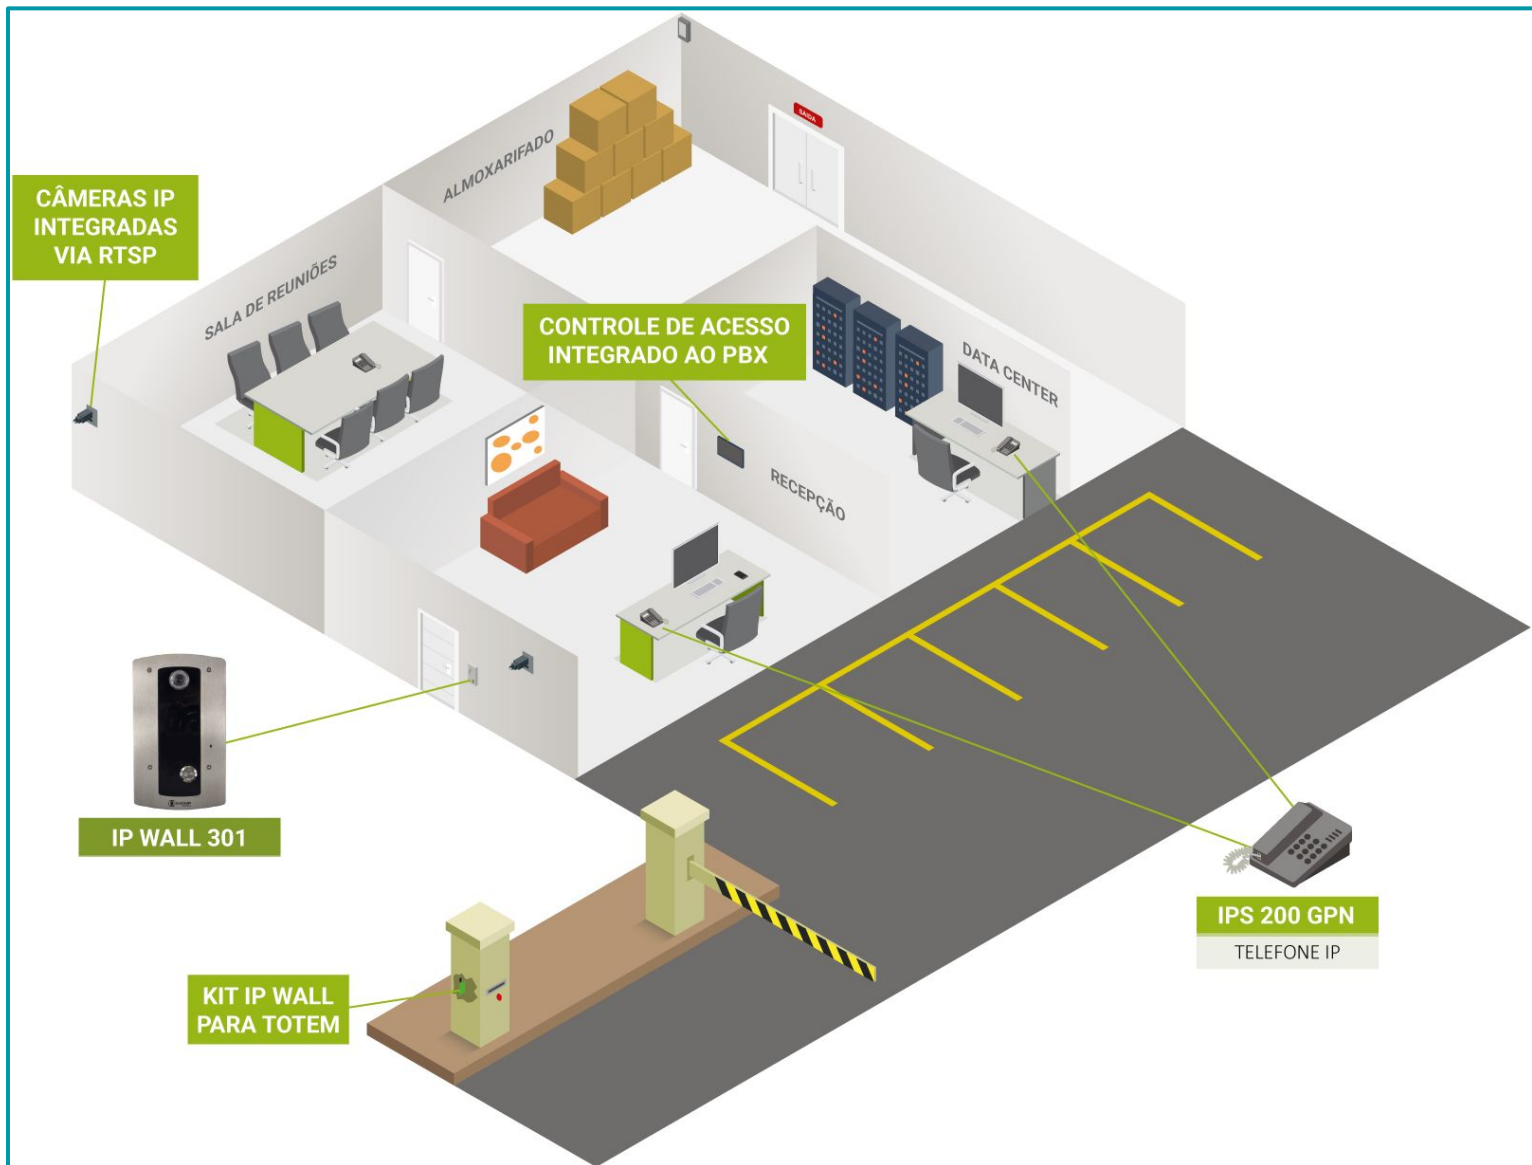 SAÍDA
ALMOXARIFADO
CÂMERAS IP
INTEGRADAS
VIA RTSP
SALA DE REUNIÕES
CONTROLE DE ACESSO
INTEGRADO AO PBX
DATA CENTER
RECEPÇÃO
IP WALL 301
IPS 200 GPN
TELEFONE IP
KIT IP WALL
PARA TOTEM